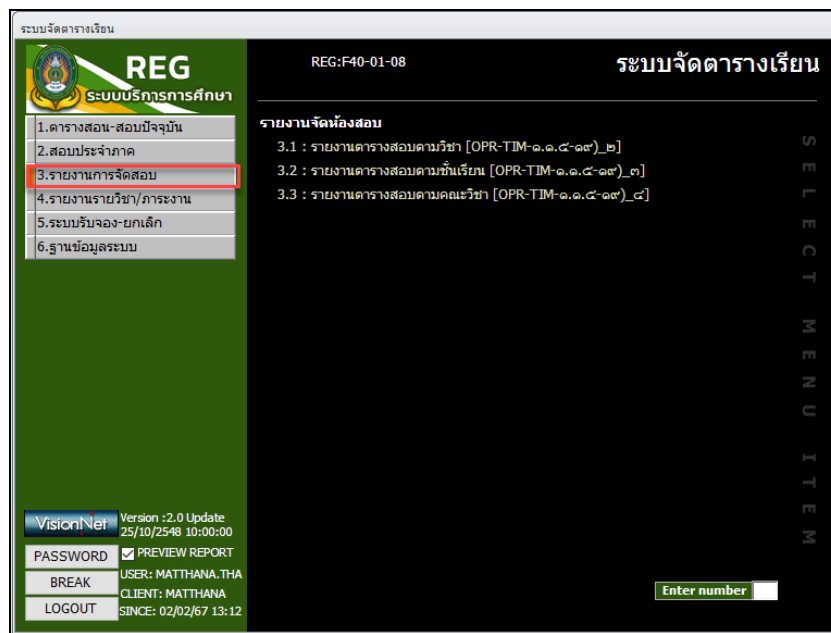 ระบบจัดตารางเรียน
REG
ระบบบริการการศึกษา
REG:F40-01-08
ระบบจัดตารางเรียน
1.ตารางสอน-สอบปัจจุบัน
2.สอบประจำภาค
3.รายงานการจัดสอบ
4.รายงานรายวิชา/ภาระงาน
5.ระบบรับจอง-ยกเลิก
6.ฐานข้อมูลระบบ
รายงานจัดห้องสอบ
3.1 : รายงานตารางสอบตามวิชา [OPR-TIM-๑.๑.๕-๑๙)_๒]
3.2 : รายงานตารางสอบตามชั้นเรียน [OPR-TIM-๑.๑.๕-๑๙)_๓]
3.3 : รายงานตารางสอบตามคณะวิชา [OPR-TIM-๑.๑.๕-๑๙)_๔]
SELECT MENU ITEM
VisionNet
Version :2.0 Update
25/10/2548 10:00:00
PASSWORD
PREVIEW REPORT
BREAK
USER: MATTHANA.THA
CLIENT: MATTHANA
LOGOUT
SINCE: 02/02/67 13:12
Enter number